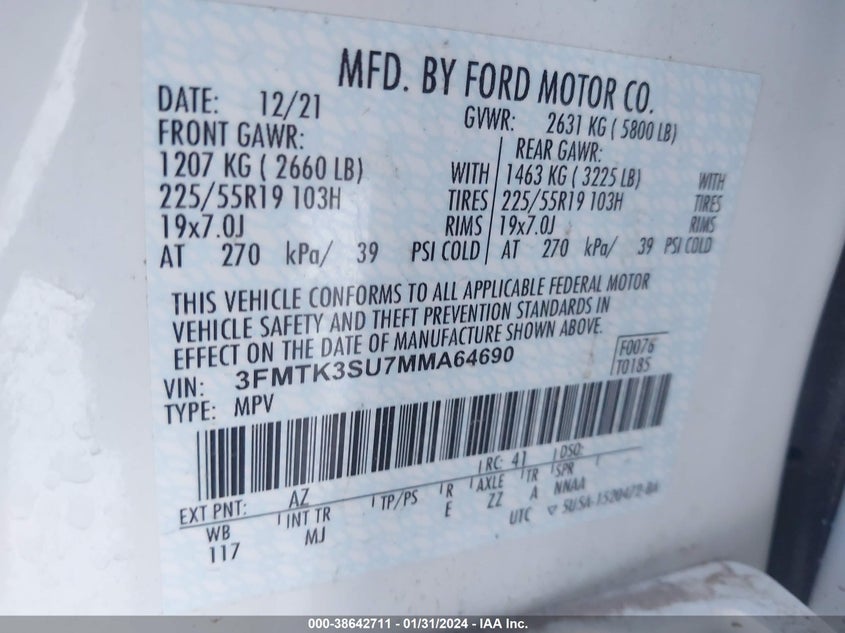 MFD. BY FORD MOTOR CO.
DATE: 12/21 GVWR: 2631 KG ( 5800 LB)
FRONT GAWR: REAR GAWR:
1207 KG ( 2660 LB) WITH 1463 KG ( 3225 LB) WITH
225/55R19 103H TIRES 225/55R19 103H TIRES
19x7.0J RIMS 19x7.0J RIMS
AT 270 kPa/ 39 PSI COLD AT 270 kPa/ 39 PSI COLD
THIS VEHICLE CONFORMS TO ALL APPLICABLE FEDERAL MOTOR
VEHICLE SAFETY AND THEFT PREVENTION STANDARDS IN
EFFECT ON THE DATE OF MANUFACTURE SHOWN ABOVE.
VIN: 3FMTK3SU7MMA64690 F0076
TYPE: MPV T0185
RC: 41 DSO:
EXT PNT: AZ TP/PS R AXLE TR SPR
WB INT TR E ZZ A NNAA
117 MJ UTC 5U5A-1520472-BA
000-38642711 - 01/31/2024 - IAA Inc.